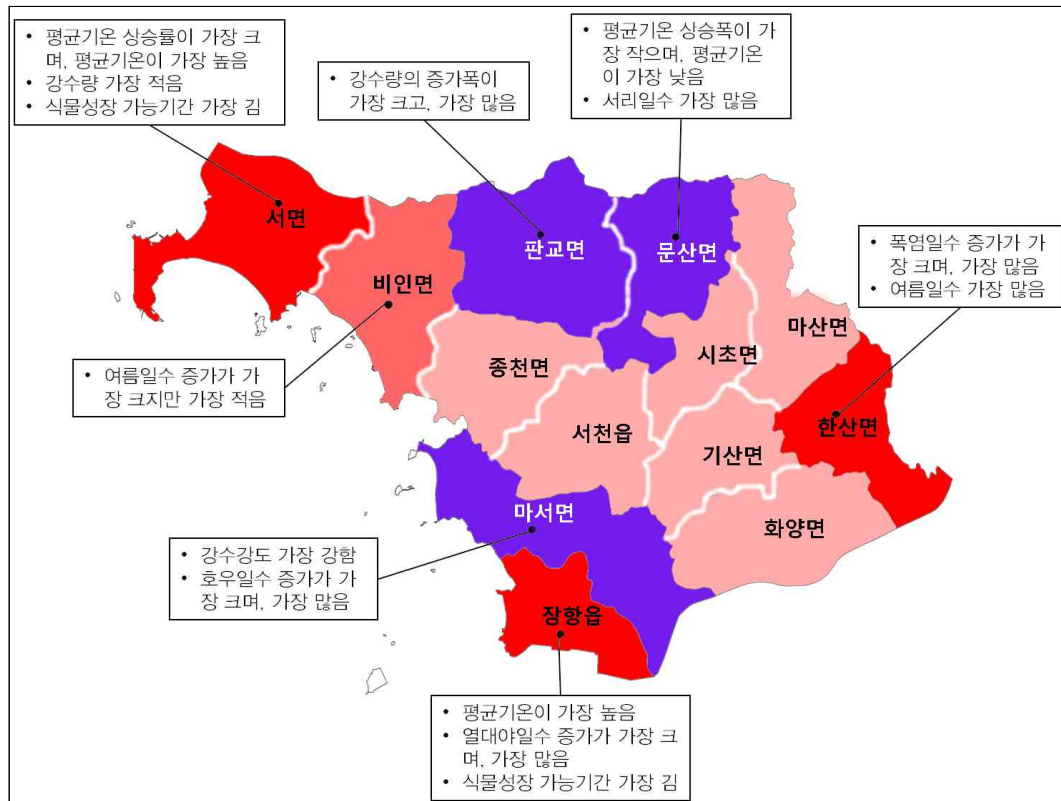 • 평균기온 상승률이 가장 크
며, 평균기온이 가장 높음
• 강수량 가장 적음
• 식물성장 가능기간 가장 김
• 강수량의 증가폭이
가장 크고, 가장 많음
• 평균기온 상승폭이 가
장 작으며, 평균기온
이 가장 낮음
• 서리일수 가장 많음
• 폭염일수 증가가 가
장 크며, 가장 많음
• 여름일수 가장 많음
서면
판교면
문산면
비인면
마산면
시초면
종천면
• 여름일수 증가가 가
장 크지만 가장 적음
한산면
서천읍
기산면
마서면
화양면
• 강수강도 가장 강함
• 호우일수 증가가 가
장 크며, 가장 많음
장항읍
• 평균기온이 가장 높음
• 열대야일수 증가가 가장 크
며, 가장 많음
• 식물성장 가능기간 가장 김